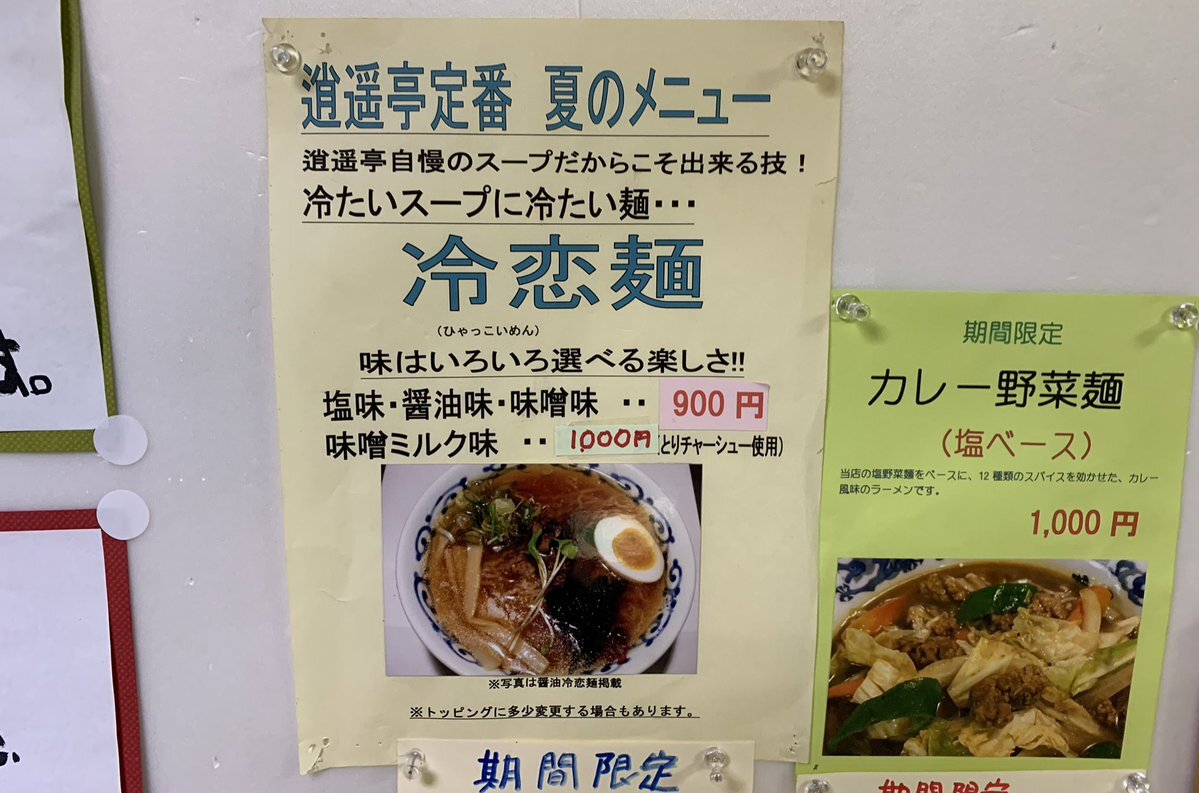 逍遥亭定番 夏のメニュー
逍遥亭自慢のスープだからこそ出来る技！
冷たいスープに冷たい麺・・・
冷恋麺
（ひゃっこいめん）
味はいろいろ選べる楽しさ!!
塩味・醤油味・味噌味 ・・ 900円
味噌ミルク味 ・・ 1,000円 とりチャーシュー使用)
※写真は醤油冷恋麺掲載
※トッピングに多少変更する場合もあります。
期間限定
期間限定
カレー野菜麺
（塩ベース）
当店の塩野菜麺をベースに、12種類のスパイスを効かせた、カレー
風味のラーメンです。
1,000円
期間限定
す。